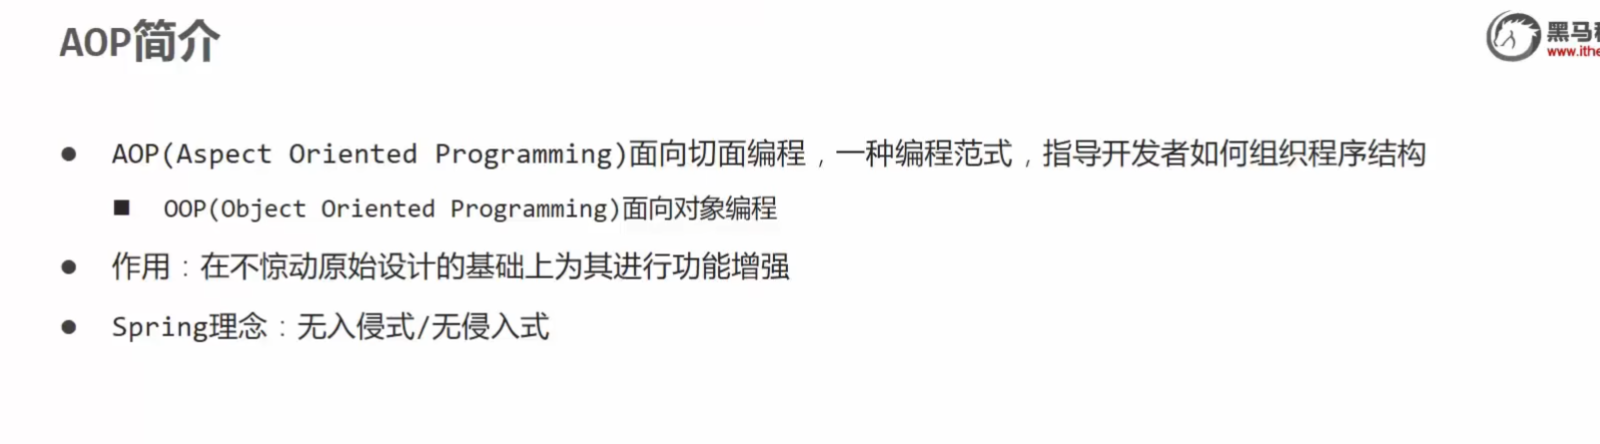 AOP简介
黑马
www.ithe
● AOP(Aspect Oriented Programming)面向切面编程，一种编程范式，指导开发者如何组织程序结构
■ OOP(Object Oriented Programming)面向对象编程
● 作用：在不惊动原始设计的基础上为其进行功能增强
● Spring理念：无入侵式/无侵入式